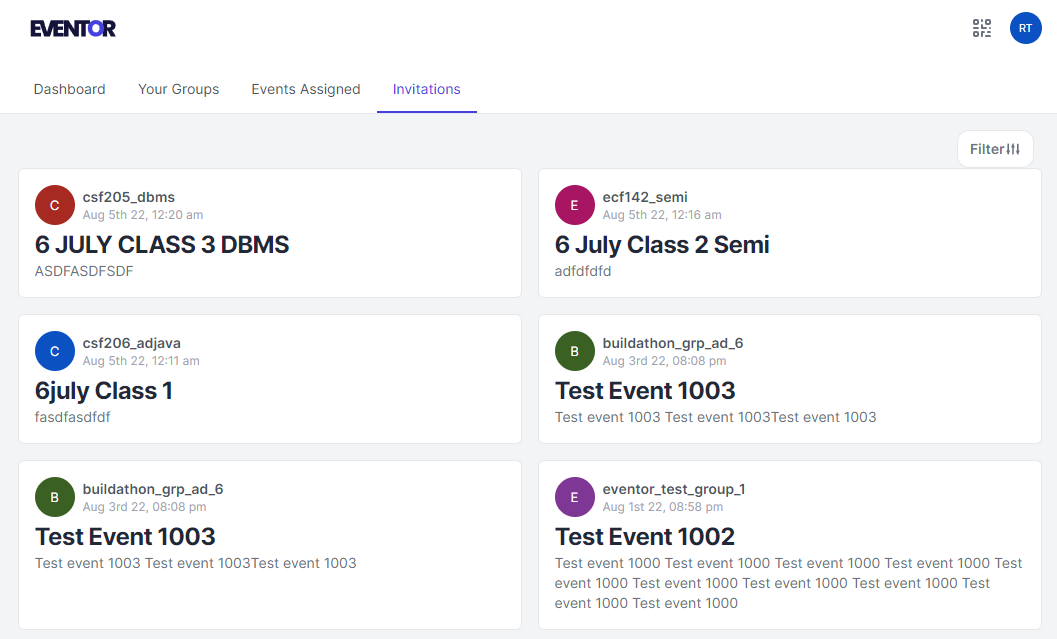 EVENTOR
RT
Dashboard Your Groups Events Assigned Invitations
Filter
C
csf205_dbms
Aug 5th 22, 12:20 am
6 JULY CLASS 3 DBMS
ASDFASDFSDF
E
ecf142_semi
Aug 5th 22, 12:16 am
6 July Class 2 Semi
adfdfdfd
C
csf206_adjava
Aug 5th 22, 12:11 am
6july Class 1
fasdfasdfdf
B
buildathon_grp_ad_6
Aug 3rd 22, 08:08 pm
Test Event 1003
Test event 1003 Test event 1003Test event 1003
B
buildathon_grp_ad_6
Aug 3rd 22, 08:08 pm
Test Event 1003
Test event 1003 Test event 1003Test event 1003
E
eventor_test_group_1
Aug 1st 22, 08:58 pm
Test Event 1002
Test event 1000 Test event 1000 Test event 1000 Test event 1000 Test
event 1000 Test event 1000 Test event 1000 Test event 1000 Test
event 1000 Test event 1000